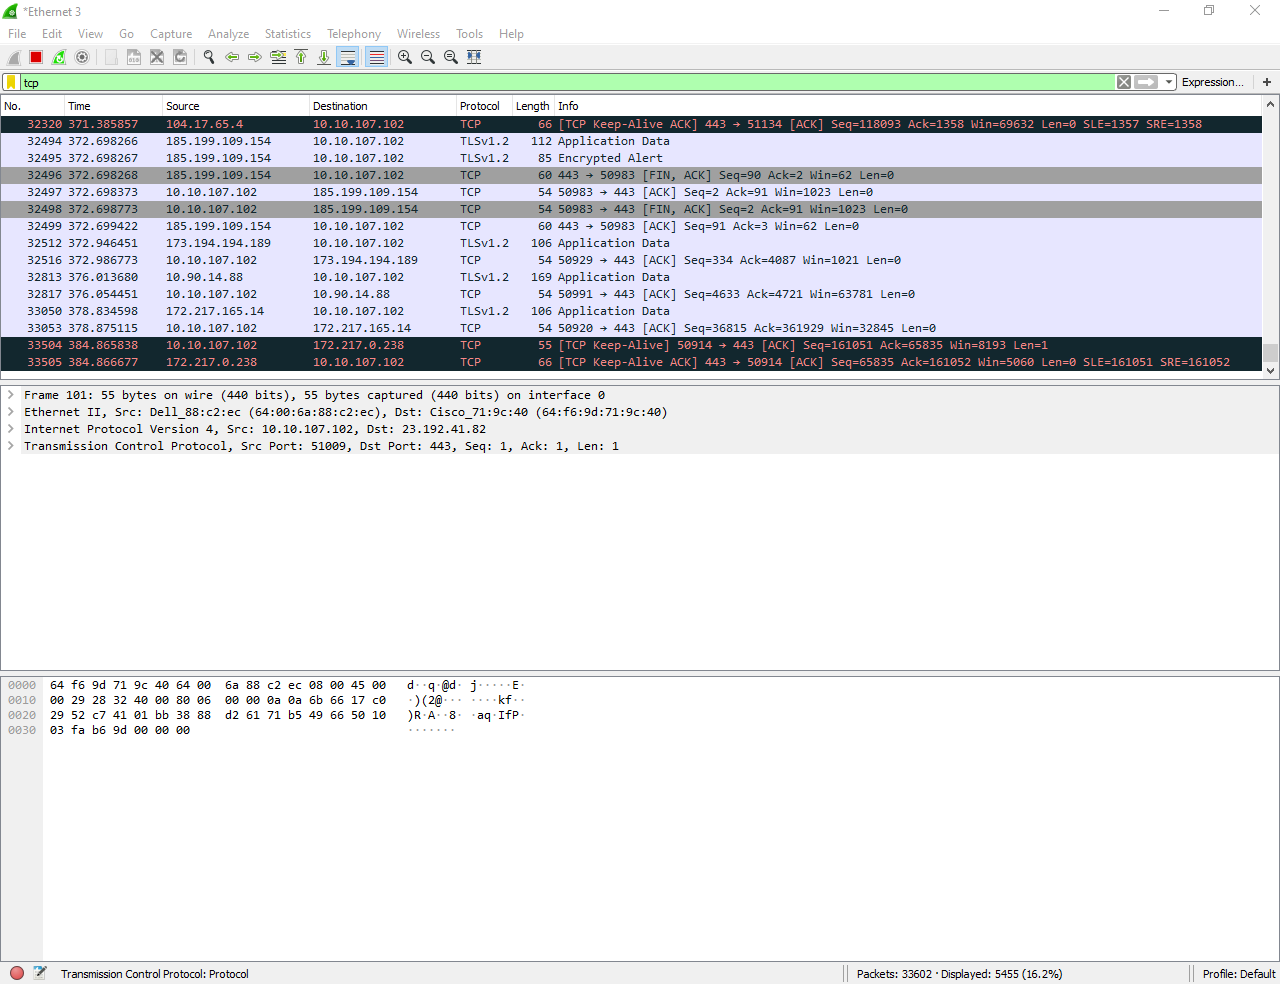 *Ethernet 3
File Edit View Go Capture Analyze Statistics Telephony Wireless Tools Help
tcp Expression... +
No. Time Source Destination Protocol Length Info
32320 371.385857 104.17.65.4 10.10.107.102 TCP 66 [TCP Keep-Alive ACK] 443 → 51134 [ACK] Seq=118093 Ack=1358 Win=69632 Len=0 SLE=1357 SRE=1358
32494 372.698266 185.199.109.154 10.10.107.102 TLSv1.2 112 Application Data
32495 372.698267 185.199.109.154 10.10.107.102 TLSv1.2 85 Encrypted Alert
32496 372.698268 185.199.109.154 10.10.107.102 TCP 60 443 → 50983 [FIN, ACK] Seq=90 Ack=2 Win=62 Len=0
32497 372.698373 10.10.107.102 185.199.109.154 TCP 54 50983 → 443 [ACK] Seq=2 Ack=91 Win=1023 Len=0
32498 372.698773 10.10.107.102 185.199.109.154 TCP 54 50983 → 443 [FIN, ACK] Seq=2 Ack=91 Win=1023 Len=0
32499 372.699422 185.199.109.154 10.10.107.102 TCP 60 443 → 50983 [ACK] Seq=91 Ack=3 Win=62 Len=0
32512 372.946451 173.194.194.189 10.10.107.102 TLSv1.2 106 Application Data
32516 372.986773 10.10.107.102 173.194.194.189 TCP 54 50929 → 443 [ACK] Seq=334 Ack=4087 Win=1021 Len=0
32813 376.013680 10.90.14.88 10.10.107.102 TLSv1.2 169 Application Data
32817 376.054451 10.10.107.102 10.90.14.88 TCP 54 50991 → 443 [ACK] Seq=4633 Ack=4721 Win=63781 Len=0
33050 378.834598 172.217.165.14 10.10.107.102 TLSv1.2 106 Application Data
33053 378.875115 10.10.107.102 172.217.165.14 TCP 54 50920 → 443 [ACK] Seq=36815 Ack=361929 Win=32845 Len=0
33504 384.865838 10.10.107.102 172.217.0.238 TCP 55 [TCP Keep-Alive] 50914 → 443 [ACK] Seq=161051 Ack=65835 Win=8193 Len=1
33505 384.866677 172.217.0.238 10.10.107.102 TCP 66 [TCP Keep-Alive ACK] 443 → 50914 [ACK] Seq=65835 Ack=161052 Win=5060 Len=0 SLE=161051 SRE=161052
Frame 101: 55 bytes on wire (440 bits), 55 bytes captured (440 bits) on interface 0
Ethernet II, Src: Dell_88:c2:ec (64:00:6a:88:c2:ec), Dst: Cisco_71:9c:40 (64:f6:9d:71:9c:40)
Internet Protocol Version 4, Src: 10.10.107.102, Dst: 23.192.41.82
Transmission Control Protocol, Src Port: 51009, Dst Port: 443, Seq: 1, Ack: 1, Len: 1
0000 64 f6 9d 71 9c 40 64 00 6a 88 c2 ec 08 00 45 00 d··q·@d· j·····E·
0010 00 29 28 32 40 00 80 06 00 00 0a 0a 6b 66 17 c0 ·)(2@··· ····kf··
0020 29 52 c7 41 01 bb 38 88 d2 61 71 b5 49 66 50 10 )R·A··8· ·aq·IfP·
0030 03 fa b6 9d 00 00 00 ·······
Transmission Control Protocol: Protocol Packets: 33602 · Displayed: 5455 (16.2%) Profile: Default